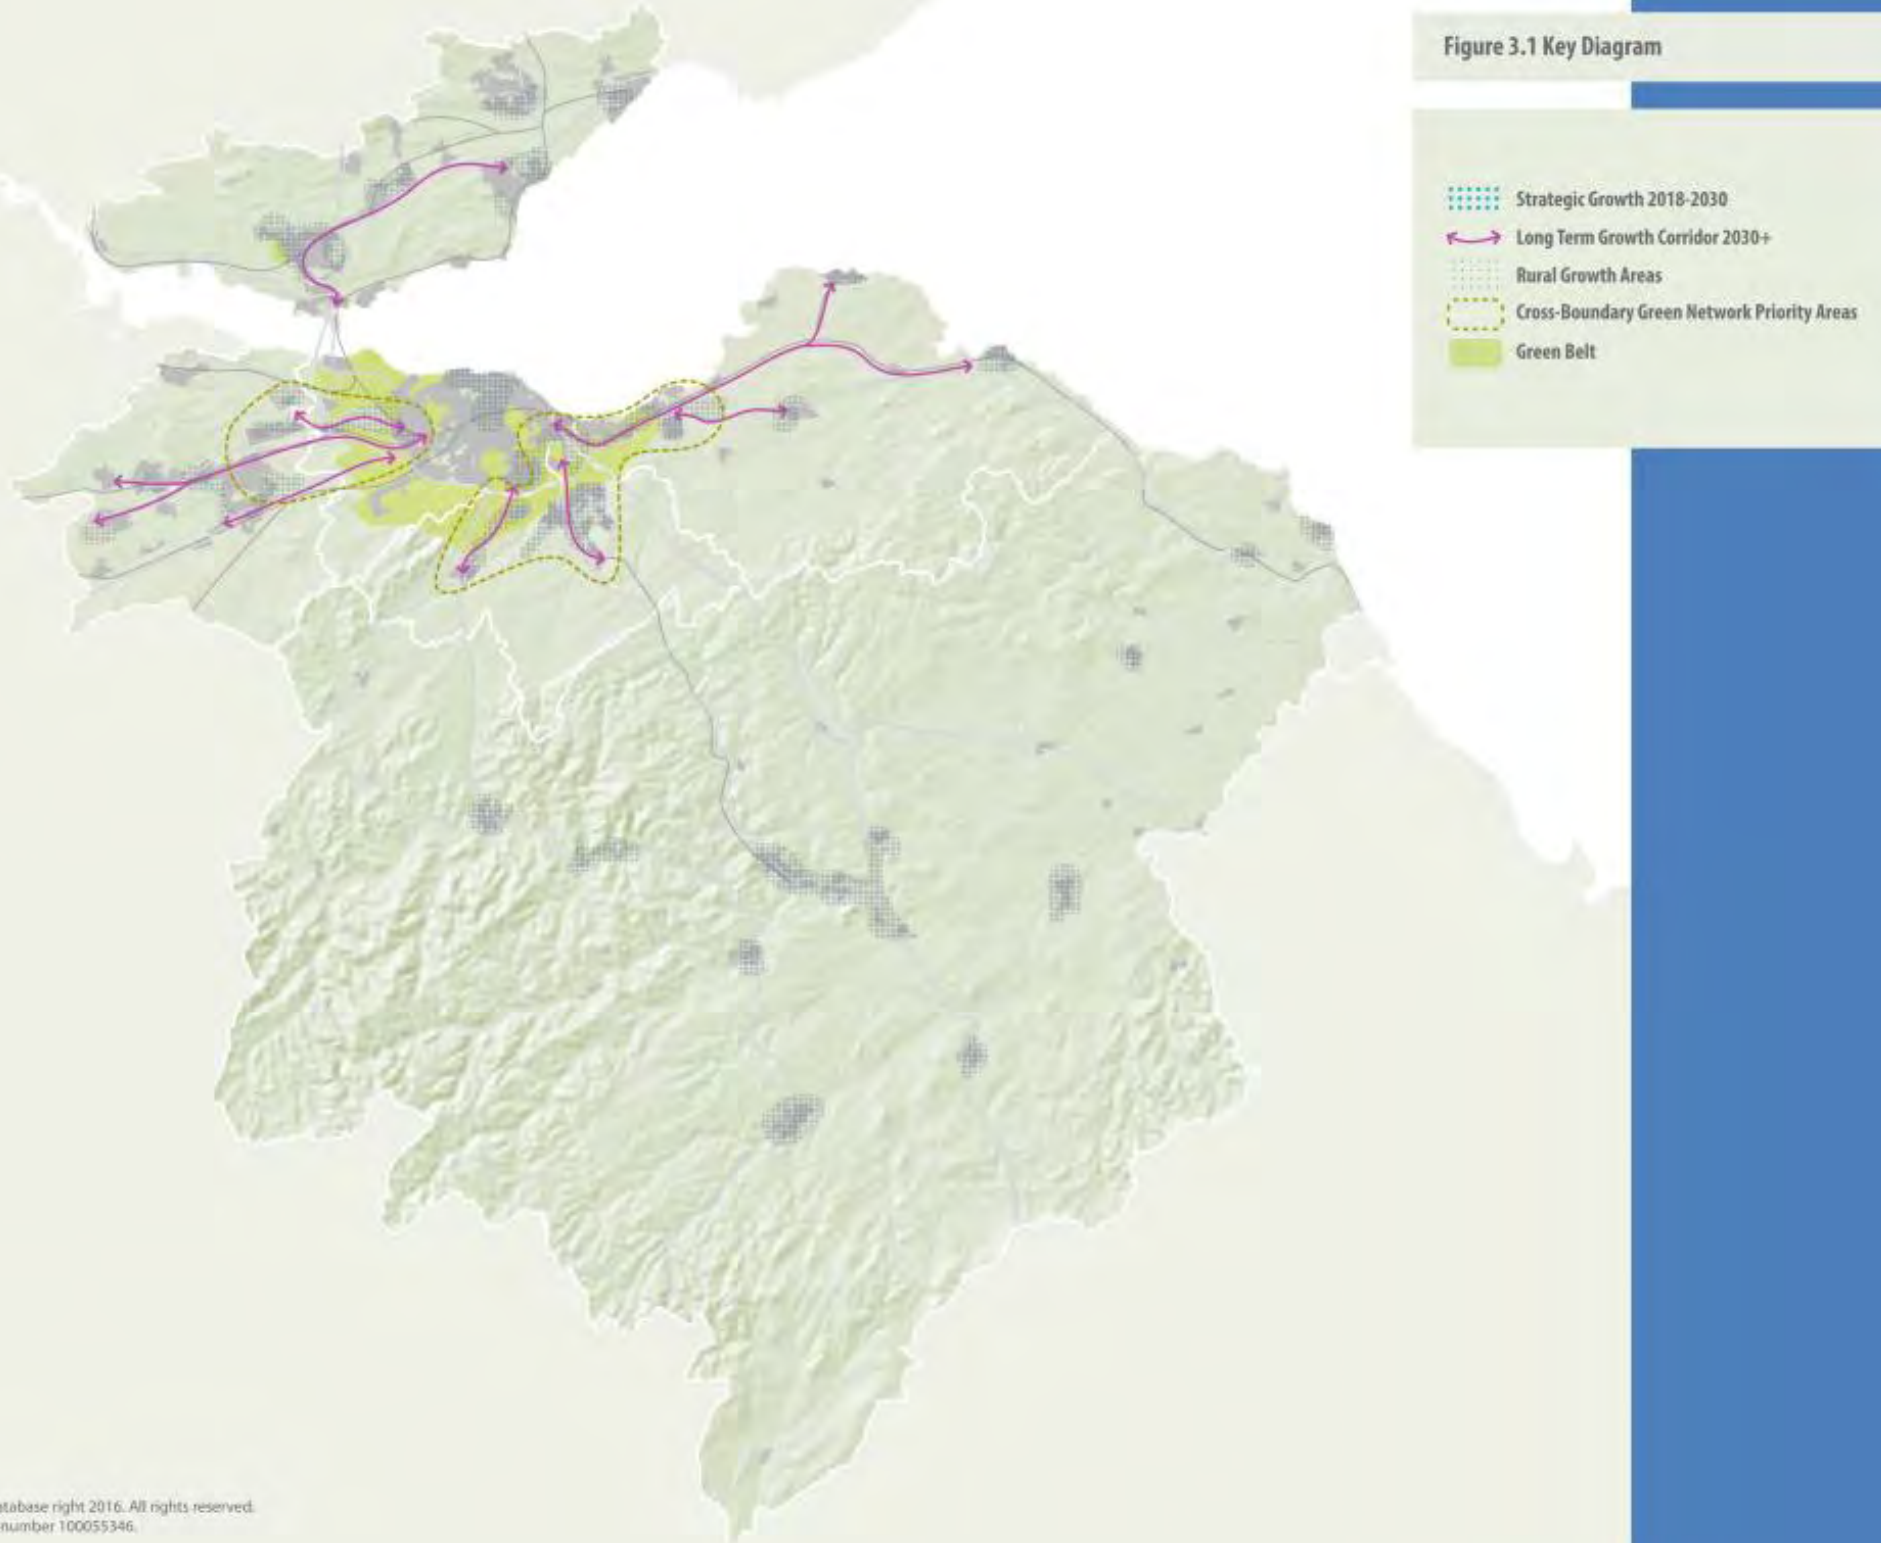 Figure 3.1 Key Diagram
Strategic Growth 2018-2030
Long Term Growth Corridor 2030+
Rural Growth Areas
Cross-Boundary Green Network Priority Areas
Green Belt
database right 2016. All rights reserved.
number 100055346.